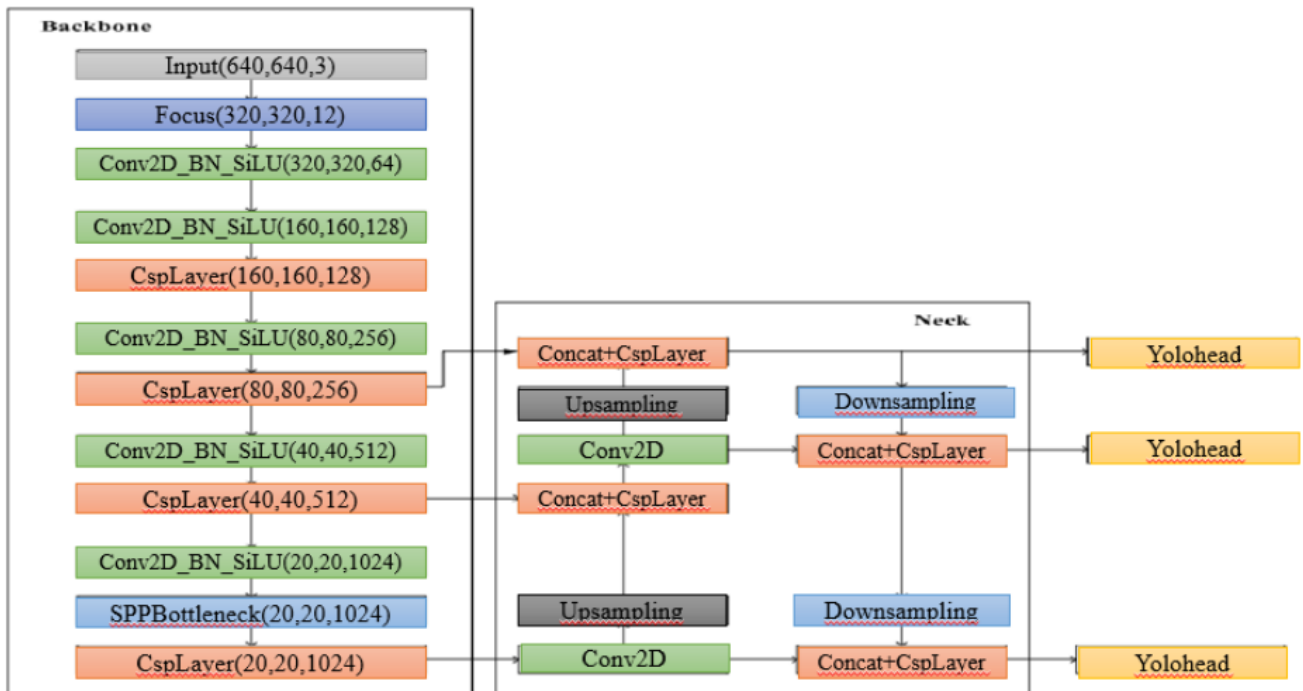 Backbone
Input(640,640,3)
Focus(320,320,12)
Conv2D_BN_SiLU(320,320,64)
Conv2D_BN_SiLU(160,160,128)
CspLayer(160,160,128)
Conv2D_BN_SiLU(80,80,256)
CspLayer(80,80,256)
Conv2D_BN_SiLU(40,40,512)
CspLayer(40,40,512)
Conv2D_BN_SiLU(20,20,1024)
SPPBottleneck(20,20,1024)
CspLayer(20,20,1024)
Neck
Concat+CspLayer
Upsampling
Conv2D
Concat+CspLayer
Upsampling
Conv2D
Downsampling
Concat+CspLayer
Downsampling
Concat+CspLayer
Yolohead
Yolohead
Yolohead